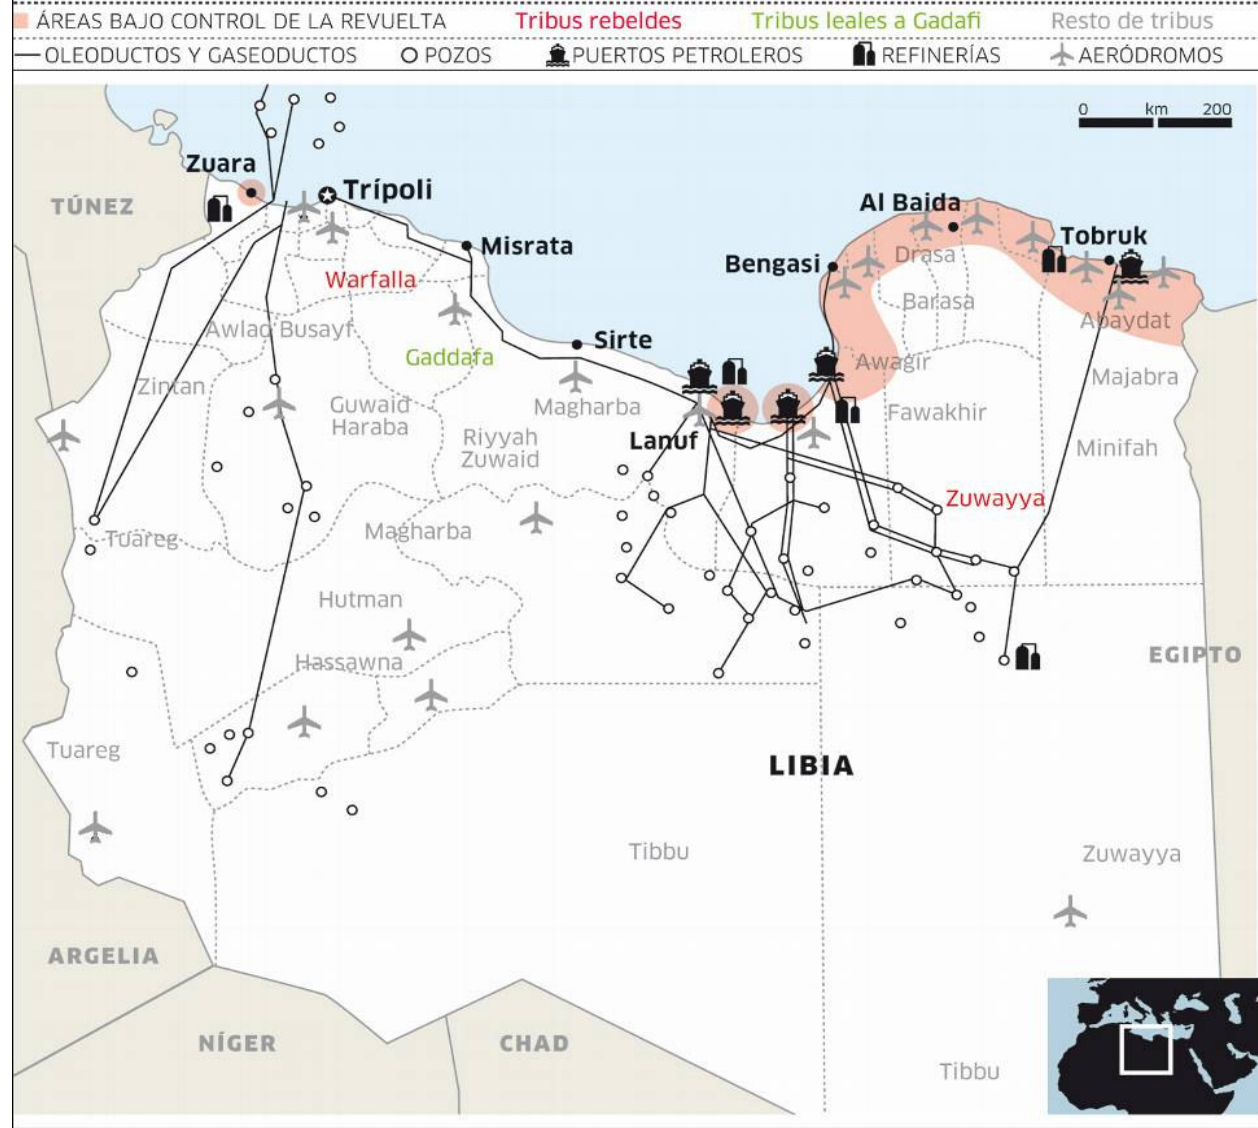 ÁREAS BAJO CONTROL DE LA REVUELTA Tribus rebeldes Tribus leales a Gadafi Resto de tribus
OLEODUCTOS Y GASEODUCTOS POZOS PUERTOS PETROLEROS REFINERÍAS AERÓDROMOS
0 km 200
Zuara
Trípoli
TÚNEZ
Al Baida
Tobruk
Misrata
Bengasi
Drasa
Warfalla
Barasa
Awlad Busayf
Abaydat
Sirte
Gaddafa
Awagir
Zintan
Majabra
Guwaid
Haraba
Magharba
Fawakhir
Lanuf
Riyyah
Zuwaid
Minifah
Zuwayya
Tuareg
Magharba
Hutman
Hassawna
EGIPTO
Tuareg
LIBIA
Tibbu
Zuwayya
ARGELIA
NÍGER
CHAD
Tibbu